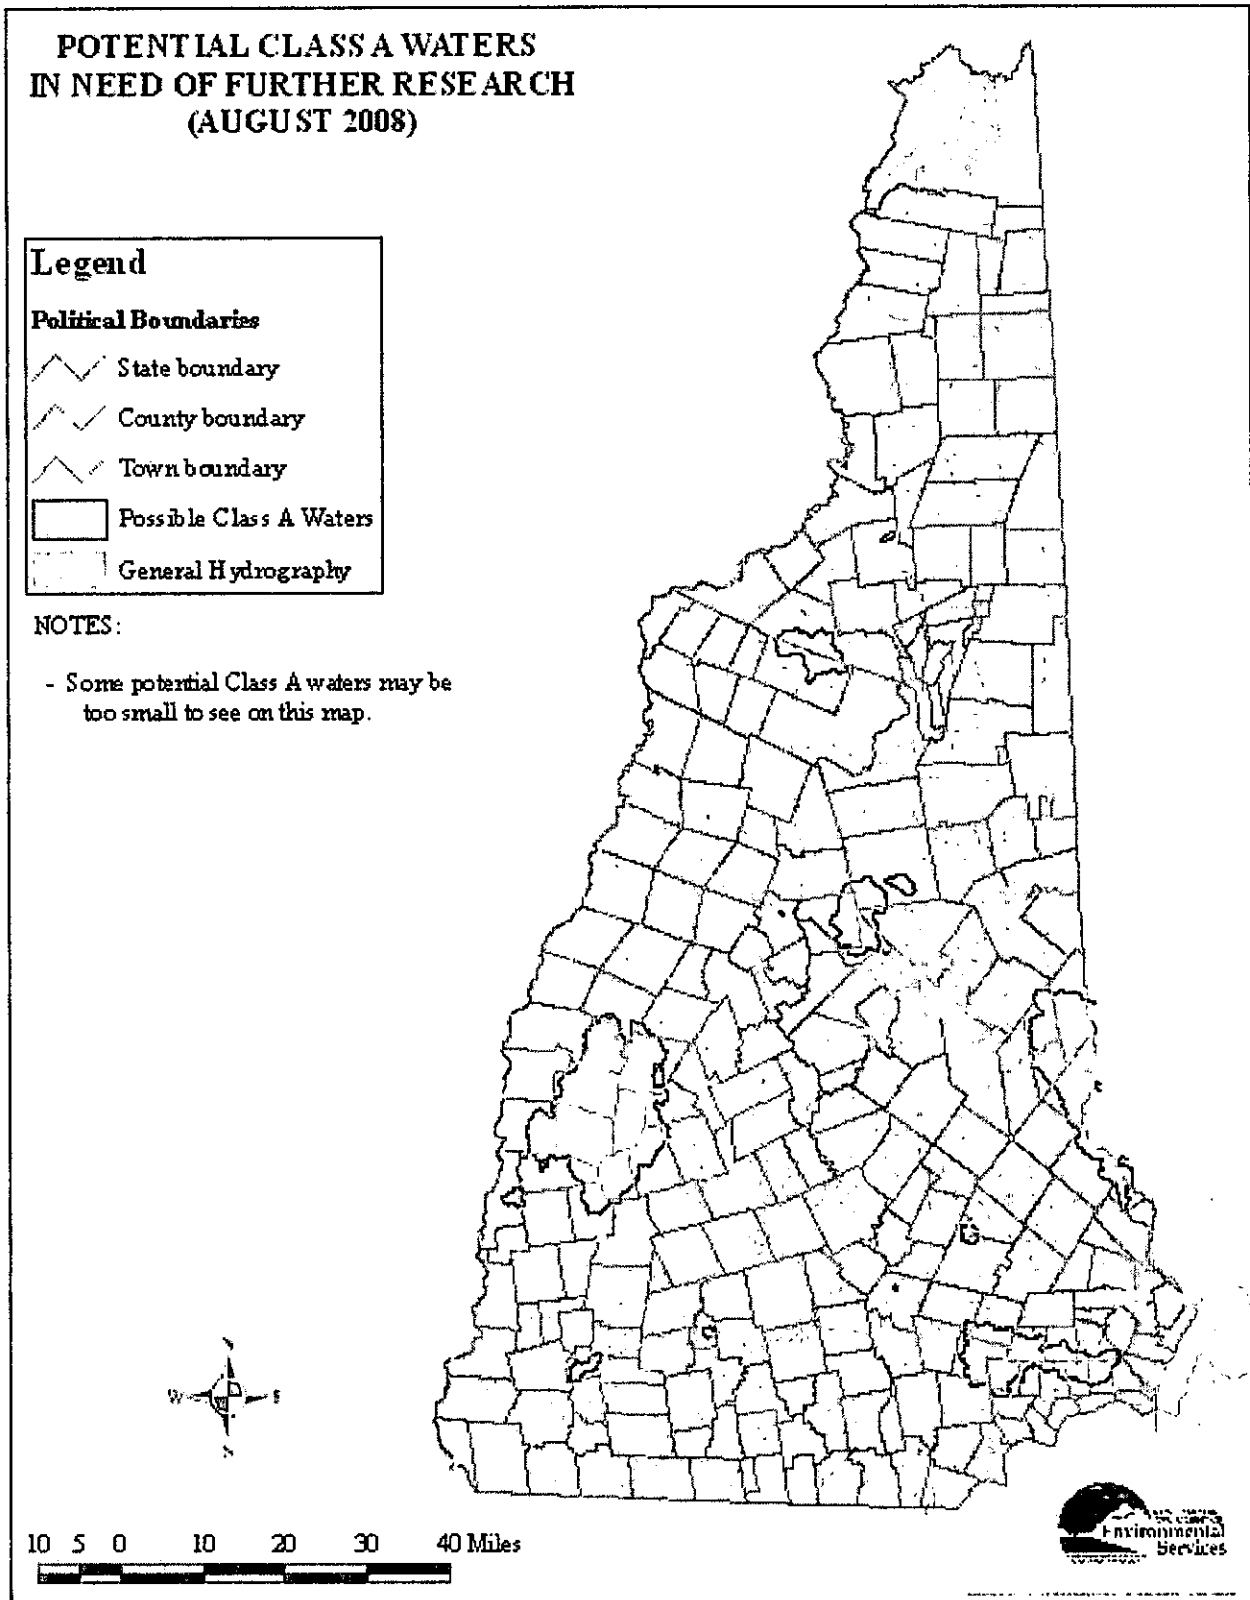 POTENTIAL CLASS A WATERS
IN NEED OF FURTHER RESEARCH
(AUGUST 2008)
Legend
Political Boundaries
State boundary
County boundary
Town boundary
Possible Class A Waters
General Hydrography
NOTES:
- Some potential Class A waters may be
too small to see on this map.
W E
10 5 0 10 20 30 40 Miles
Environmental
Services